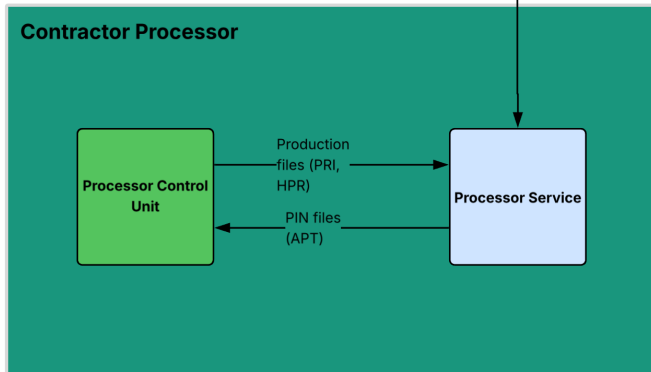 Contractor Processor
Production
files (PRI,
HPR)
Processor Control
Unit
Processor Service
PIN files
(APT)